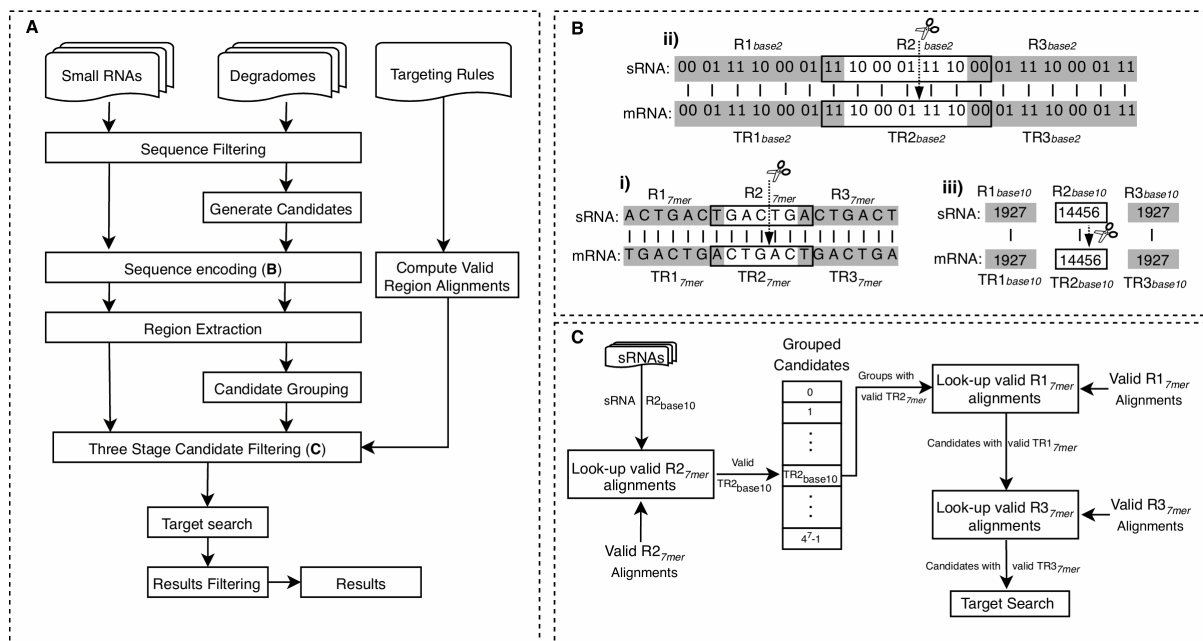 A
Small RNAs
Degradomes
Targeting Rules
Sequence Filtering
Generate Candidates
Sequence encoding (B)
Compute Valid
Region Alignments
Region Extraction
Candidate Grouping
Three Stage Candidate Filtering (C)
Target search
Results Filtering
Results
B
ii)
R1base2 R2 base2 R3base2
sRNA: 00 01 11 10 00 01 11 10 00 01 11 10 00 01 11 10 00 01 11
mRNA: 00 01 11 10 00 01 11 10 00 01 11 10 00 01 11 10 00 01 11
TR1base2 TR2base2 TR3base2
i)
R17mer R2 7mer R37mer
sRNA: A C T G A C T G A C T G A C T G A C T
mRNA: T G A C T G A C T G A C T G A C T G A
TR17mer TR27mer TR37mer
iii)
R1base10 R2base10 R3base10
sRNA: 1927 14456 1927
mRNA: 1927 14456 1927
TR1base10 TR2base10 TR3base10
C
sRNAs
sRNA R2base10
Look-up valid R27mer
alignments
Valid R27mer
Alignments
Valid
TR2base10
Grouped
Candidates
0
1
TR2base10
4^7-1
Groups with
valid TR27mer
Look-up valid R17mer
alignments
Valid R17mer
Alignments
Candidates with valid TR17mer
Look-up valid R37mer
alignments
Valid R37mer
Alignments
Candidates with valid TR37mer
Target Search